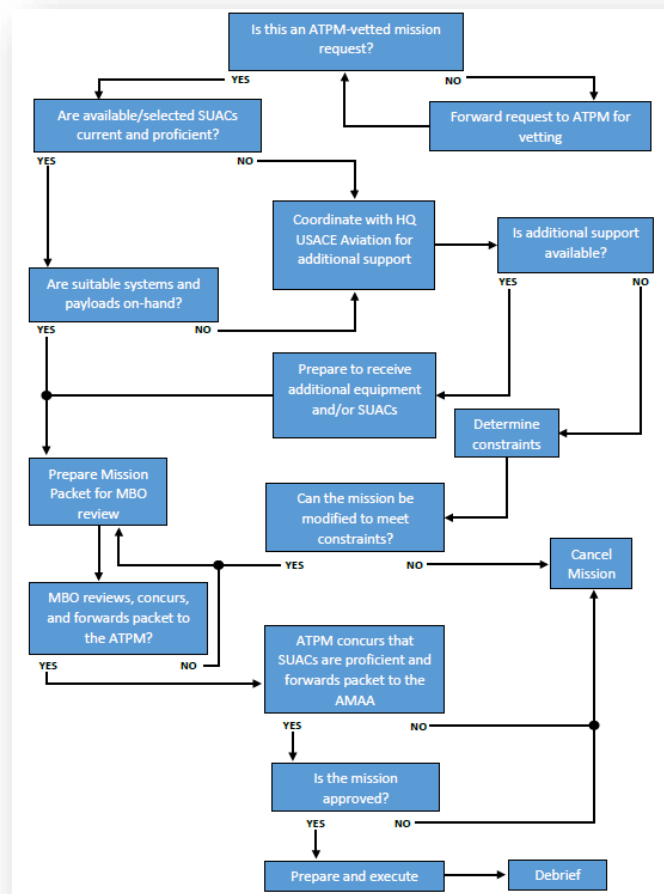 Is this an ATPM-vetted mission
request?
YES
NO
Are available/selected SUACs
current and proficient?
Forward request to ATPM for
vetting
YES
NO
Coordinate with HQ
USACE Aviation for
additional support
Is additional support
available?
Are suitable systems and
payloads on-hand?
YES
NO
YES
NO
Prepare to receive
additional equipment
and/or SUACs
Determine
constraints
Prepare Mission
Packet for MBO
review
Can the mission be
modified to meet
constraints?
YES
NO
Cancel
Mission
MBO reviews, concurs,
and forwards packet to
the ATPM?
YES
NO
ATPM concurs that
SUACs are proficient and
forwards packet to the
AMAA
YES
NO
Is the mission
approved?
YES
NO
Prepare and execute
Debrief